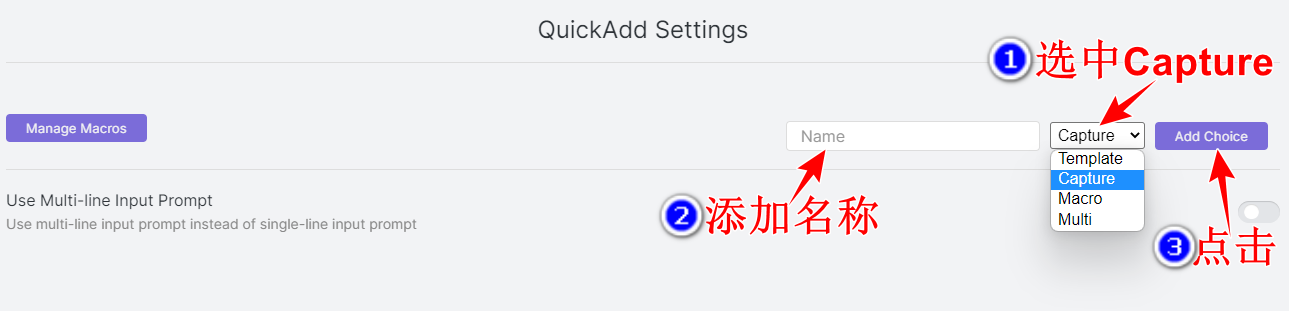 QuickAdd Settings
1 选中Capture
Manage Macros
Name
Capture
Add Choice
Template
Capture
Macro
Multi
Use Multi-line Input Prompt
Use multi-line input prompt instead of single-line input prompt
2 添加名称
3 点击